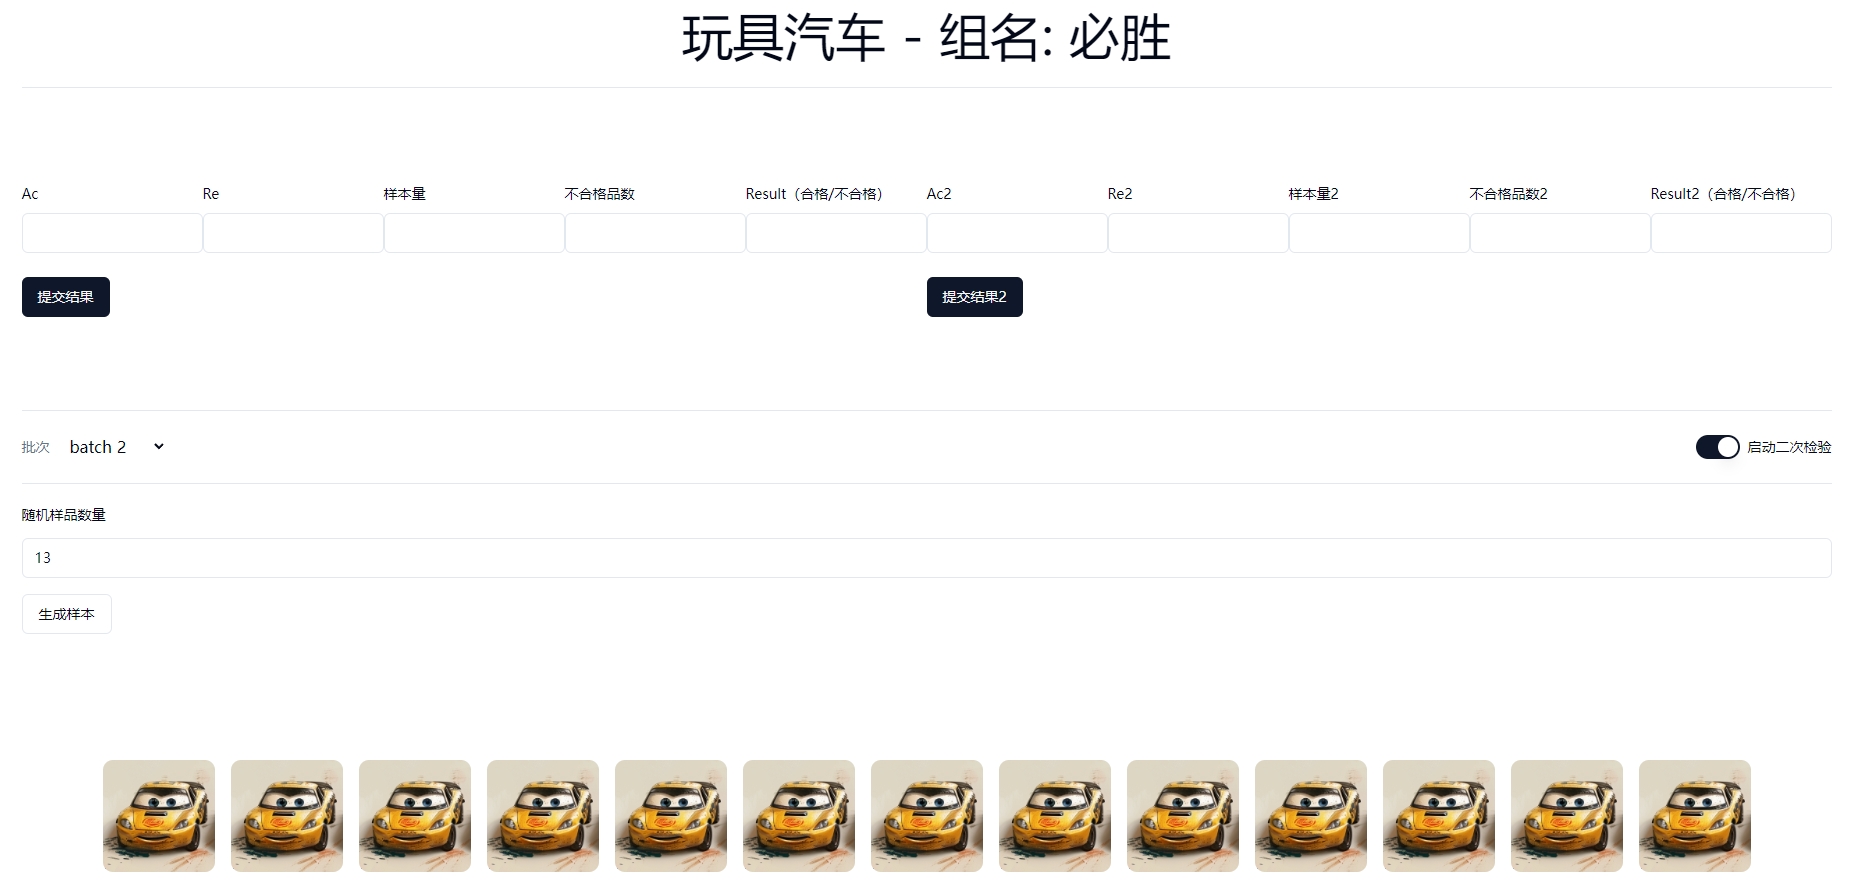 玩具汽车 - 组名: 必胜
Ac Re 样本量 不合格品数 Result（合格/不合格） Ac2 Re2 样本量2 不合格品数2 Result2（合格/不合格）
提交结果 提交结果2
批次 batch 2 启动二次检验
随机样品数量
13
生成样本